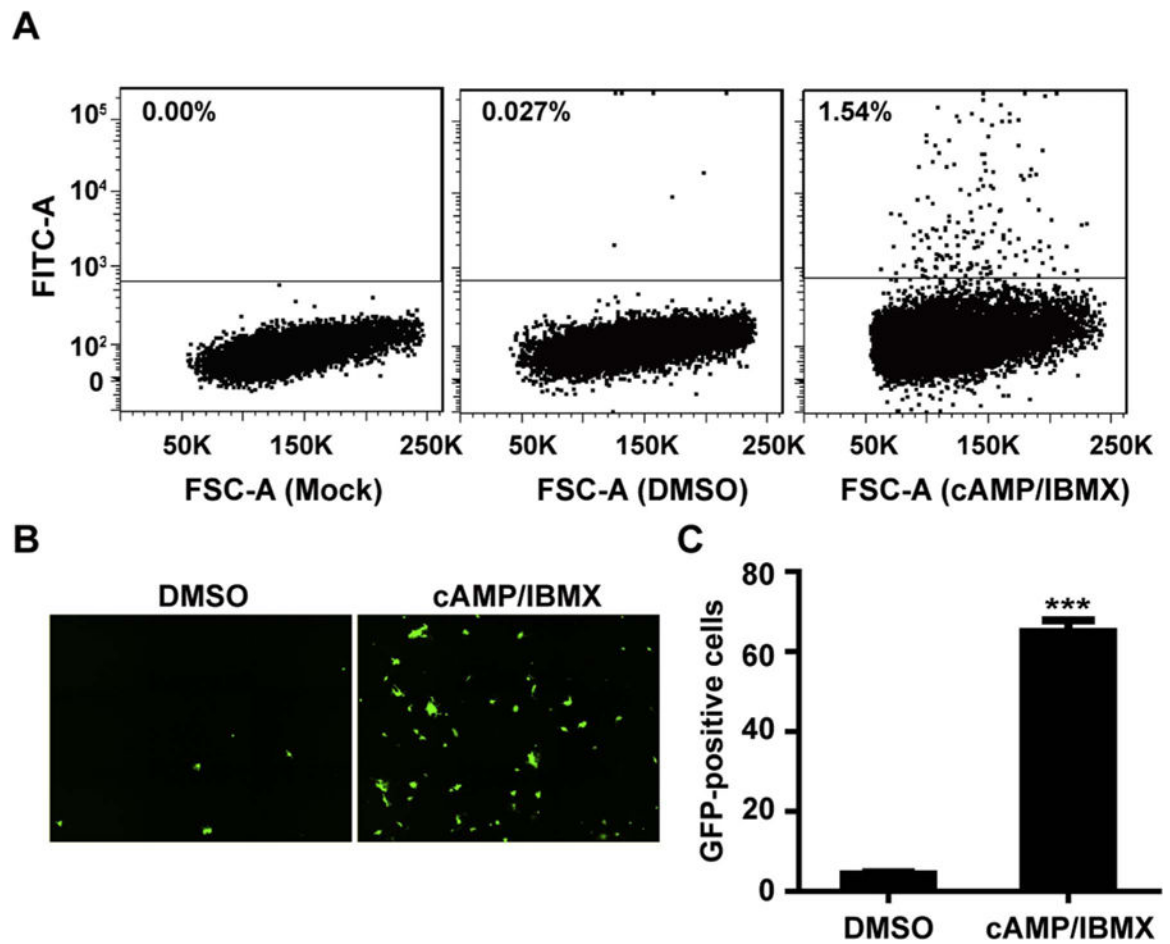 A
0.00%
0.027%
1.54%
FITC-A
10^5
10^4
10^3
10^2
0
50K 150K 250K
50K 150K 250K
50K 150K 250K
FSC-A (Mock)
FSC-A (DMSO)
FSC-A (cAMP/IBMX)
B
DMSO
cAMP/IBMX
C
GFP-positive cells
80
60
40
20
0
***
DMSO
cAMP/IBMX